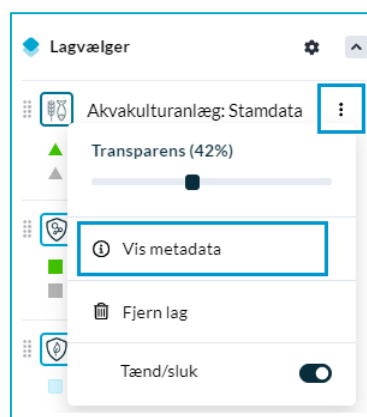 Lagvælger
Akvakulturanlæg: Stamdata
Transparens (42%)
Vis metadata
Fjern lag
Tænd/sluk